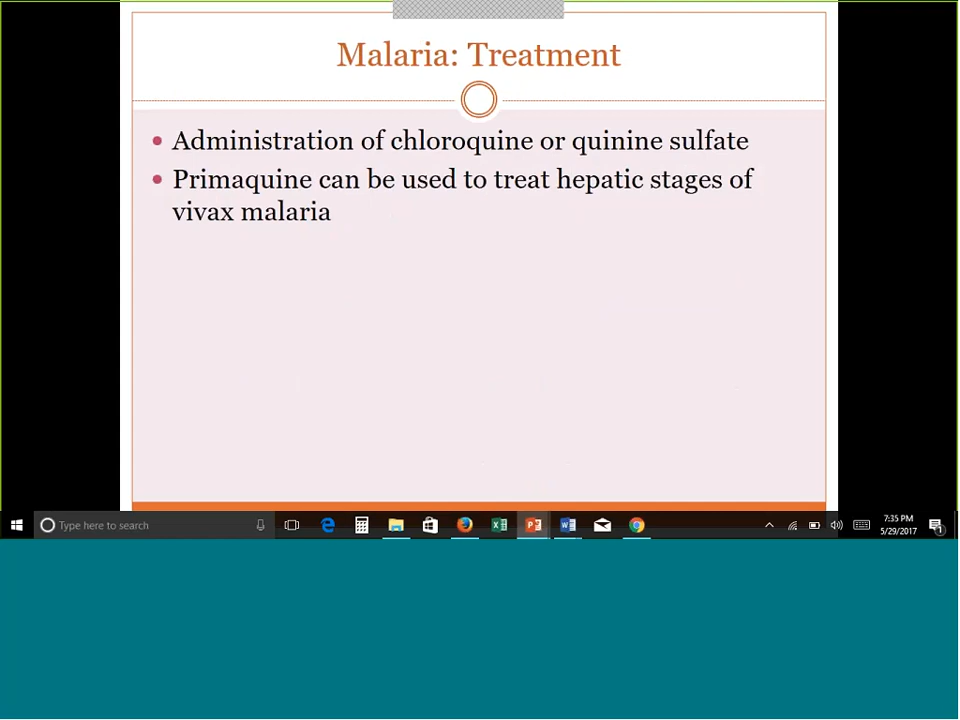 Malaria: Treatment
• Administration of chloroquine or quinine sulfate
• Primaquine can be used to treat hepatic stages of
vivax malaria
Type here to search
7:35 PM
5/29/2017
1